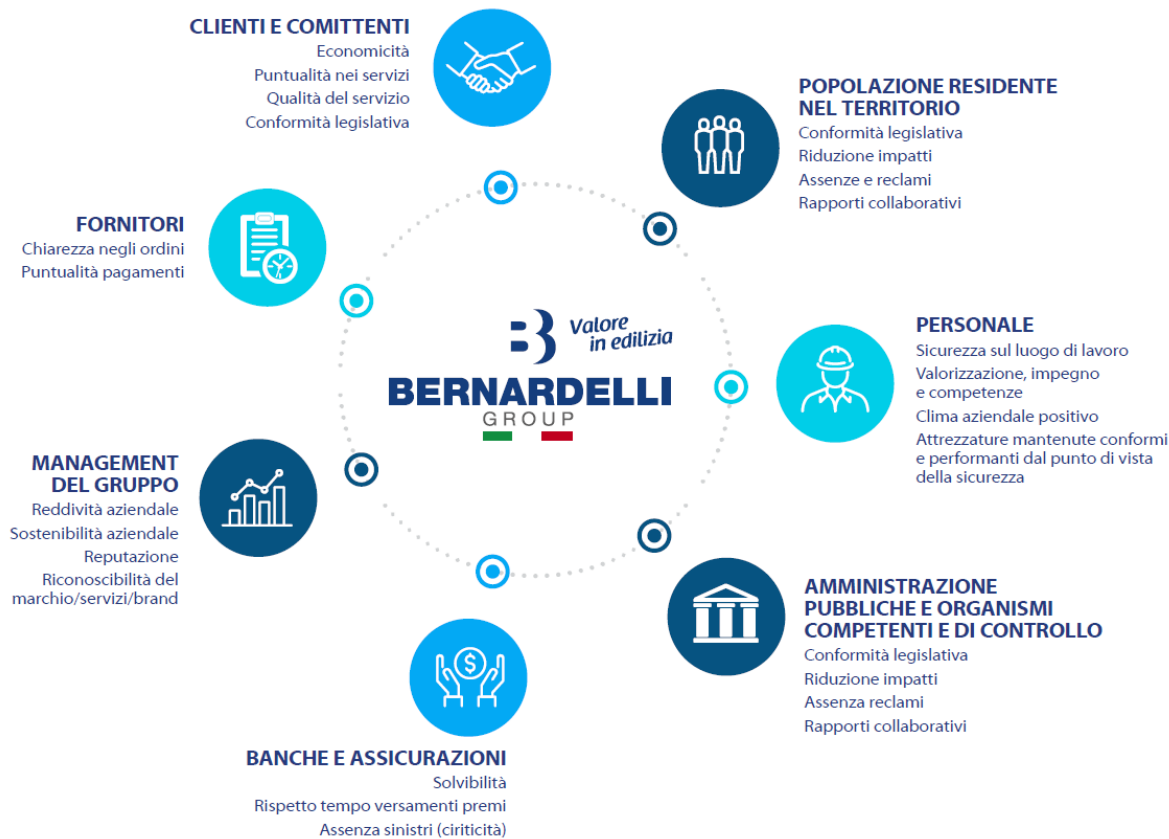 CLIENTI E COMITTENTI
Economicità
Puntualità nei servizi
Qualità del servizio
Conformità legislativa
POPOLAZIONE RESIDENTE
NEL TERRITORIO
Conformità legislativa
Riduzione impatti
Assenze e reclami
Rapporti collaborativi
FORNITORI
Chiarezza negli ordini
Puntualità pagamenti
B Valore
in edilizia
BERNARDELLI
GROUP
PERSONALE
Sicurezza sul luogo di lavoro
Valorizzazione, impegno
e competenze
Clima aziendale positivo
Attrezzature mantenute conformi
e performanti dal punto di vista
della sicurezza
MANAGEMENT
DEL GRUPPO
Reddività aziendale
Sostenibilità aziendale
Reputazione
Riconoscibilità del
marchio/servizi/brand
AMMINISTRAZIONE
PUBBLICHE E ORGANISMI
COMPETENTI E DI CONTROLLO
Conformità legislativa
Riduzione impatti
Assenza reclami
Rapporti collaborativi
$
BANCHE E ASSICURAZIONI
Solvibilità
Rispetto tempo versamenti premi
Assenza sinistri (ciriticità)